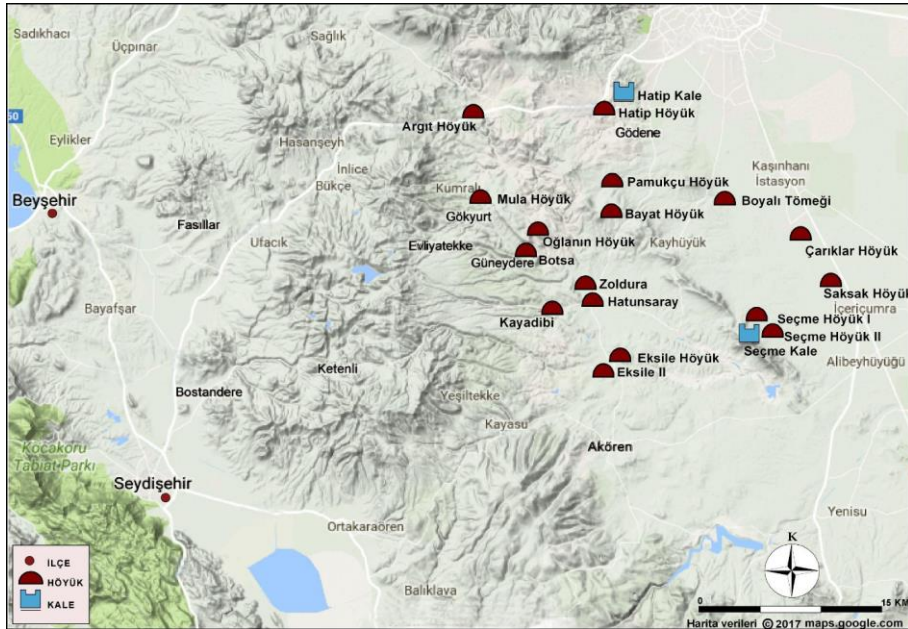 Sadıkhacı
Üçpınar
Sağlık
Hatip Kale
50
Argıt Höyük
Hatip Höyük
Gödene
Eylikler
Hasanşeyh
Kaşınhanı
İstasyon
İnlice
Bükçe
Kumralı
Pamukçu Höyük
Beyşehir
Mula Höyük
Boyalı Tömeği
Gökyurt
Bayat Höyük
Fasıllar
Oğlanın Höyük
Ufacık
Evliyatekke
Kayhüyük
Çarıklar Höyük
Güneydere
Botsa
Zoldura
Saksak Höyük
Hatunsaray
İçeriçumra
Bayafşar
Kayadibi
Seçme Höyük I
Seçme Höyük II
Seçme Kale
Eksile Höyük
Alibeyhüyüğü
Ketenli
Eksile II
Bostandere
Yeşiltekke
Kayasu
Kocakoru
Tabiat Parkı
Akören
Seydişehir
Yenisu
Ortakaraören
K
İLÇE
HÖYÜK
Balıklava
KALE
0
15 KM
Harita verileri © 2017 maps.google.com